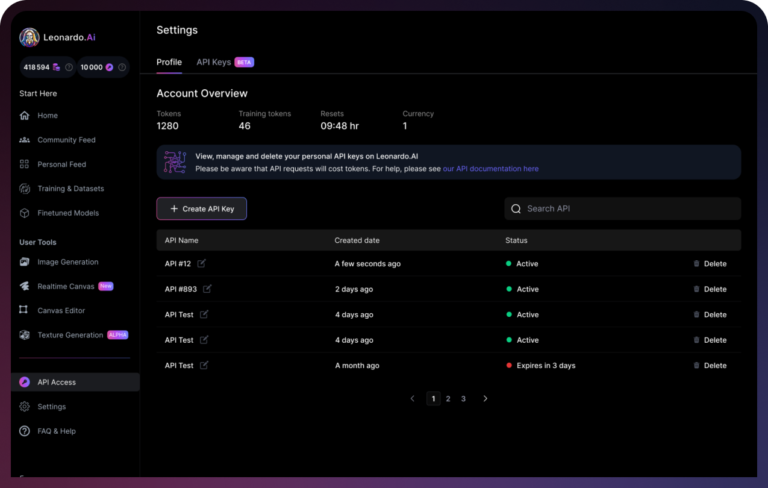 Leonardo.Ai
418594
10000
Start Here
Home
Community Feed
Personal Feed
Training & Datasets
Finetuned Models
User Tools
Image Generation
Realtime Canvas New
Canvas Editor
Texture Generation ALPHA
API Access
Settings
FAQ & Help
Settings
Profile API Keys BETA
Account Overview
Tokens Training tokens Resets Currency
1280 46 09:48 hr 1
View, manage and delete your personal API keys on Leonardo.AI
Please be aware that API requests will cost tokens. For help, please see our API documentation here
+ Create API Key Search API
API Name Created date Status
API #12 A few seconds ago Active Delete
API #893 2 days ago Active Delete
API Test 4 days ago Active Delete
API Test 4 days ago Active Delete
API Test A month ago Expires in 3 days Delete
< 1 2 3 >